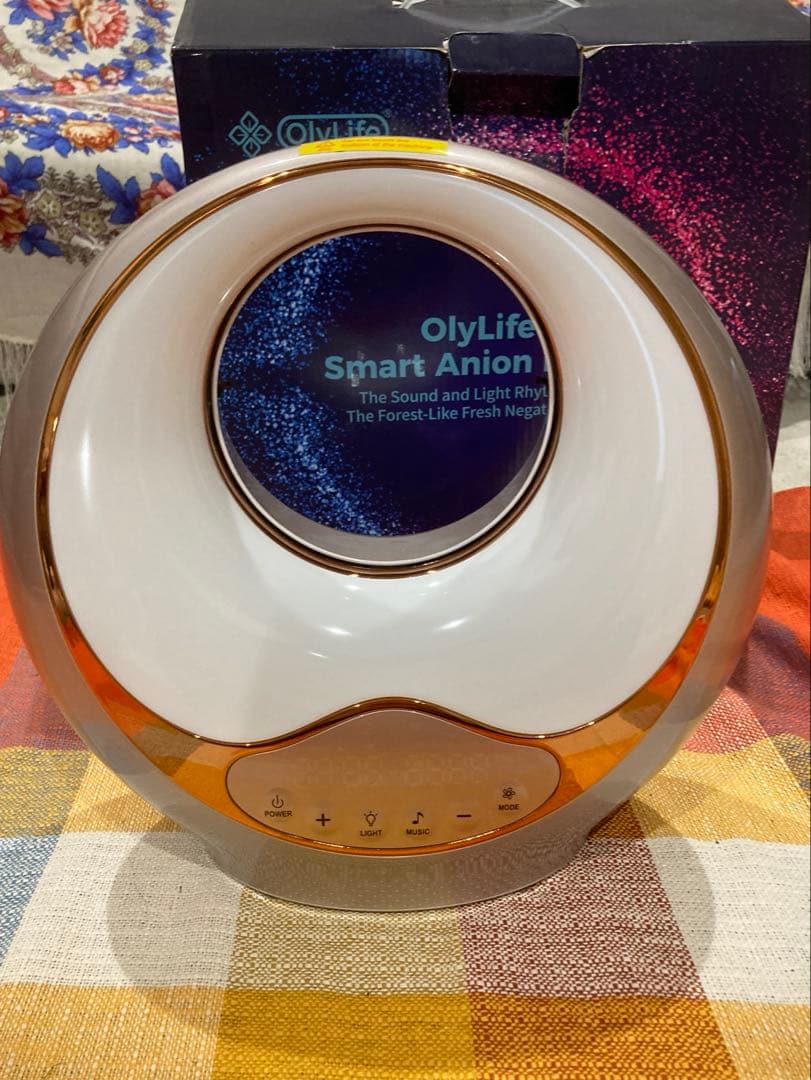 OlyLife
OlyLife
Smart Anion
The Sound and Light Rhyt
The Forest-Like Fresh Negat
POWER
+
LIGHT
MUSIC
−
MODE